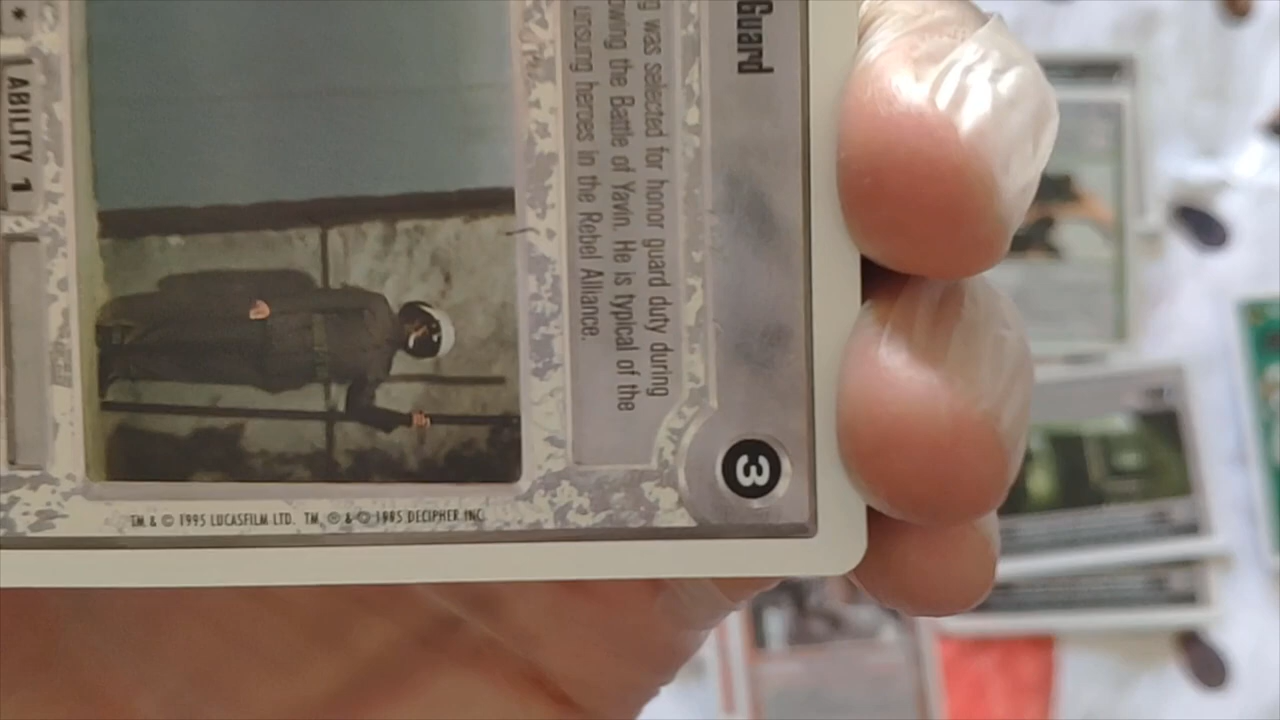 Guard
3
was selected for honor guard duty during
the Battle of Yavin. He is typical of the
unsung heroes in the Rebel Alliance.
TM & © 1995 LUCASFILM LTD. TM ® & © 1995 DECIPHER INC.
ABILITY 1